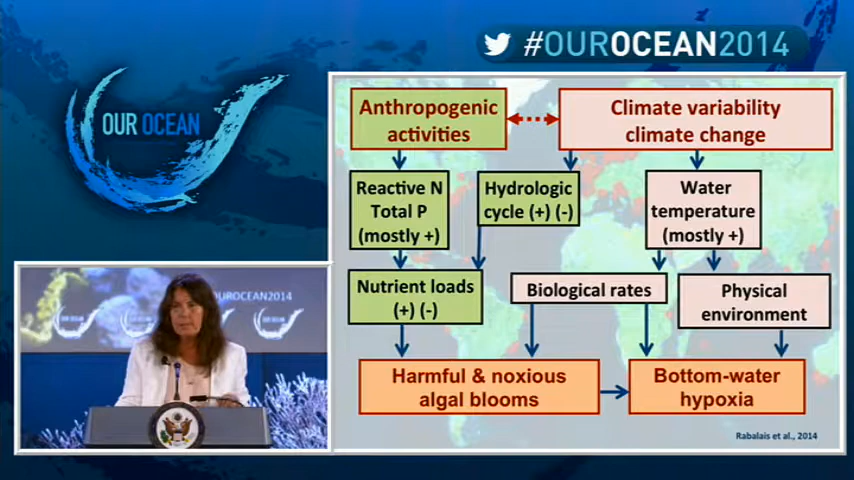 #OUROCEAN2014
OUR OCEAN
Anthropogenic
activities
Climate variability
climate change
Reactive N
Total P
(mostly +)
Hydrologic
cycle (+) (-)
Water
temperature
(mostly +)
Nutrient loads
(+) (-)
Biological rates
Physical
environment
Harmful & noxious
algal blooms
Bottom-water
hypoxia
Rabalais et al., 2014
OUROCEAN2014